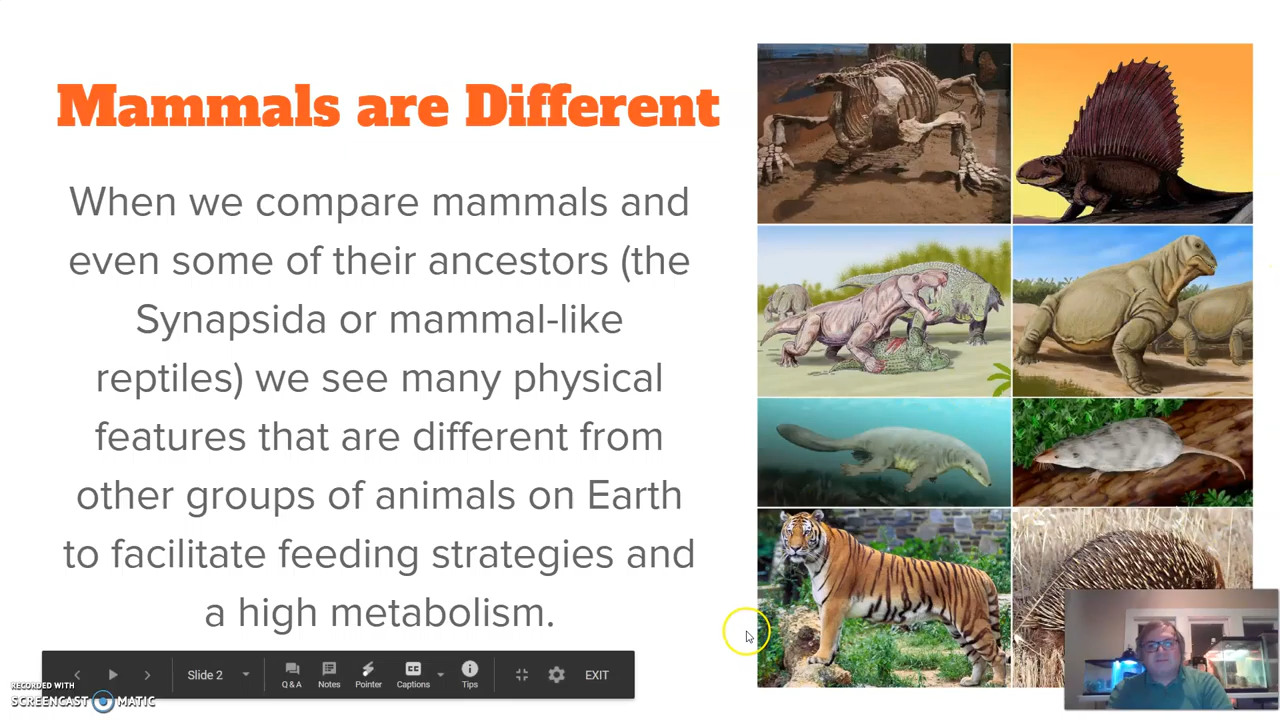 Mammals are Different
When we compare mammals and
even some of their ancestors (the
Synapsida or mammal-like
reptiles) we see many physical
features that are different from
other groups of animals on Earth
to facilitate feeding strategies and
a high metabolism.
Slide 2
Q & A
Notes
Pointer
Captions
Tips
EXIT
RECORDED WITH
SCREENCAST MATIC